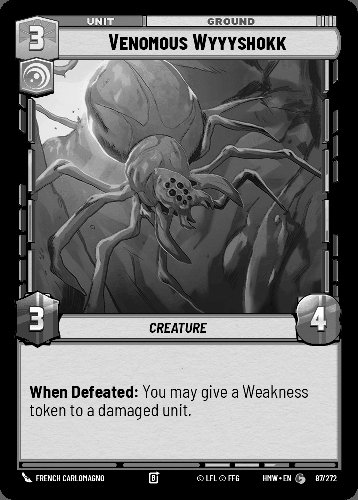 UNIT
GROUND
3
VENOMOUS WYYYSHOKK
3
CREATURE
4
When Defeated: You may give a Weakness
token to a damaged unit.
FRENCH CARLOMAGNO
© LFL © FFG
HMW • EN
87/272